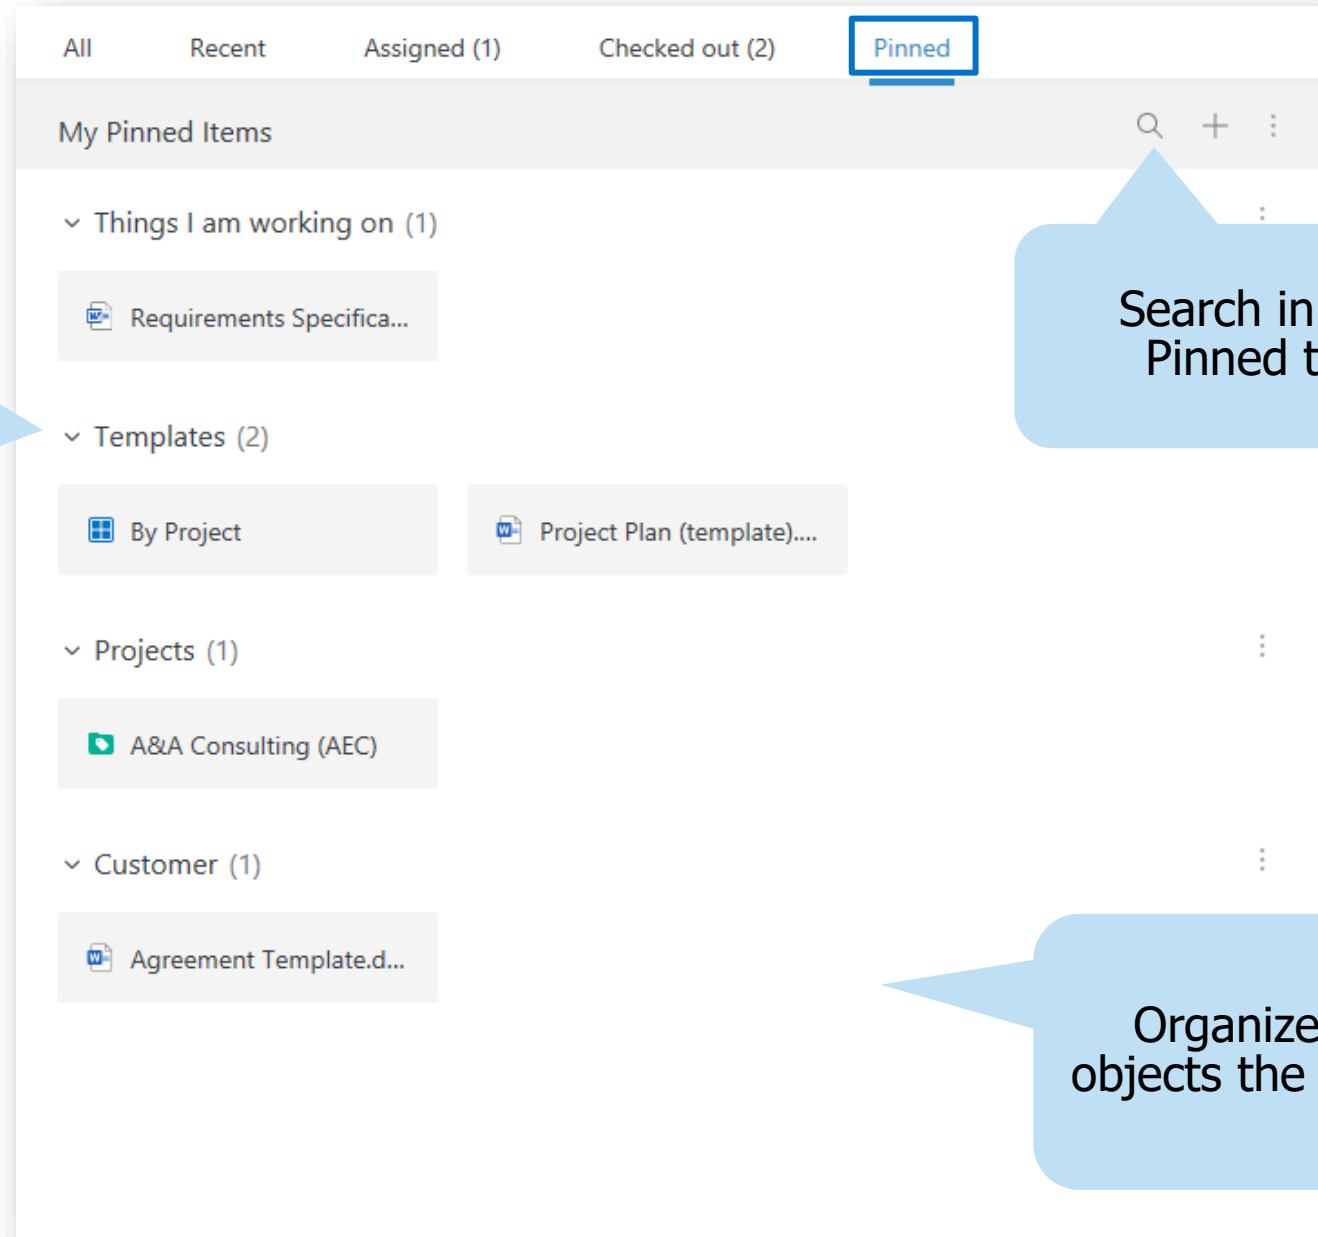 All Recent Assigned (1) Checked out (2) Pinned
My Pinned Items
Things I am working on (1)
Requirements Specifica...
Search in
Pinned t
Templates (2)
By Project Project Plan (template)....
Projects (1)
A&A Consulting (AEC)
Customer (1)
Agreement Template.d...
Organize
objects the